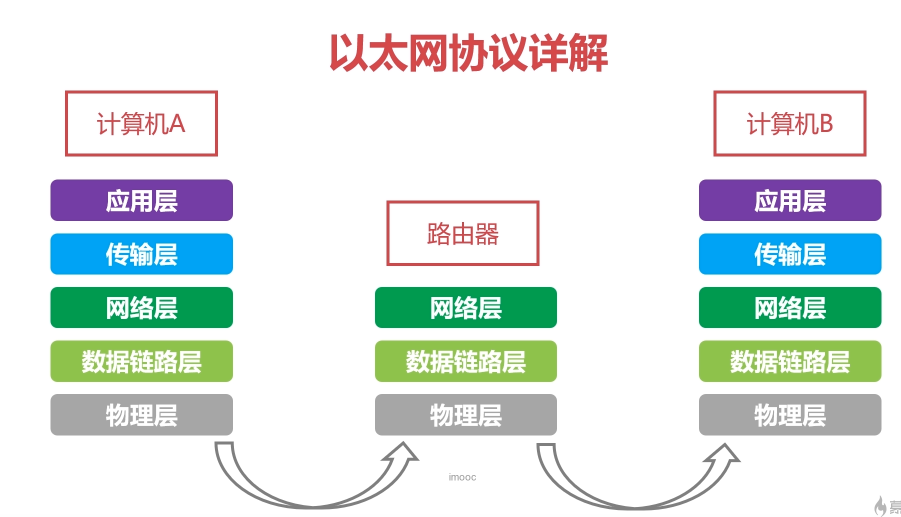 以太网协议详解
计算机A
应用层
传输层
网络层
数据链路层
物理层
路由器
网络层
数据链路层
物理层
计算机B
应用层
传输层
网络层
数据链路层
物理层
imooc